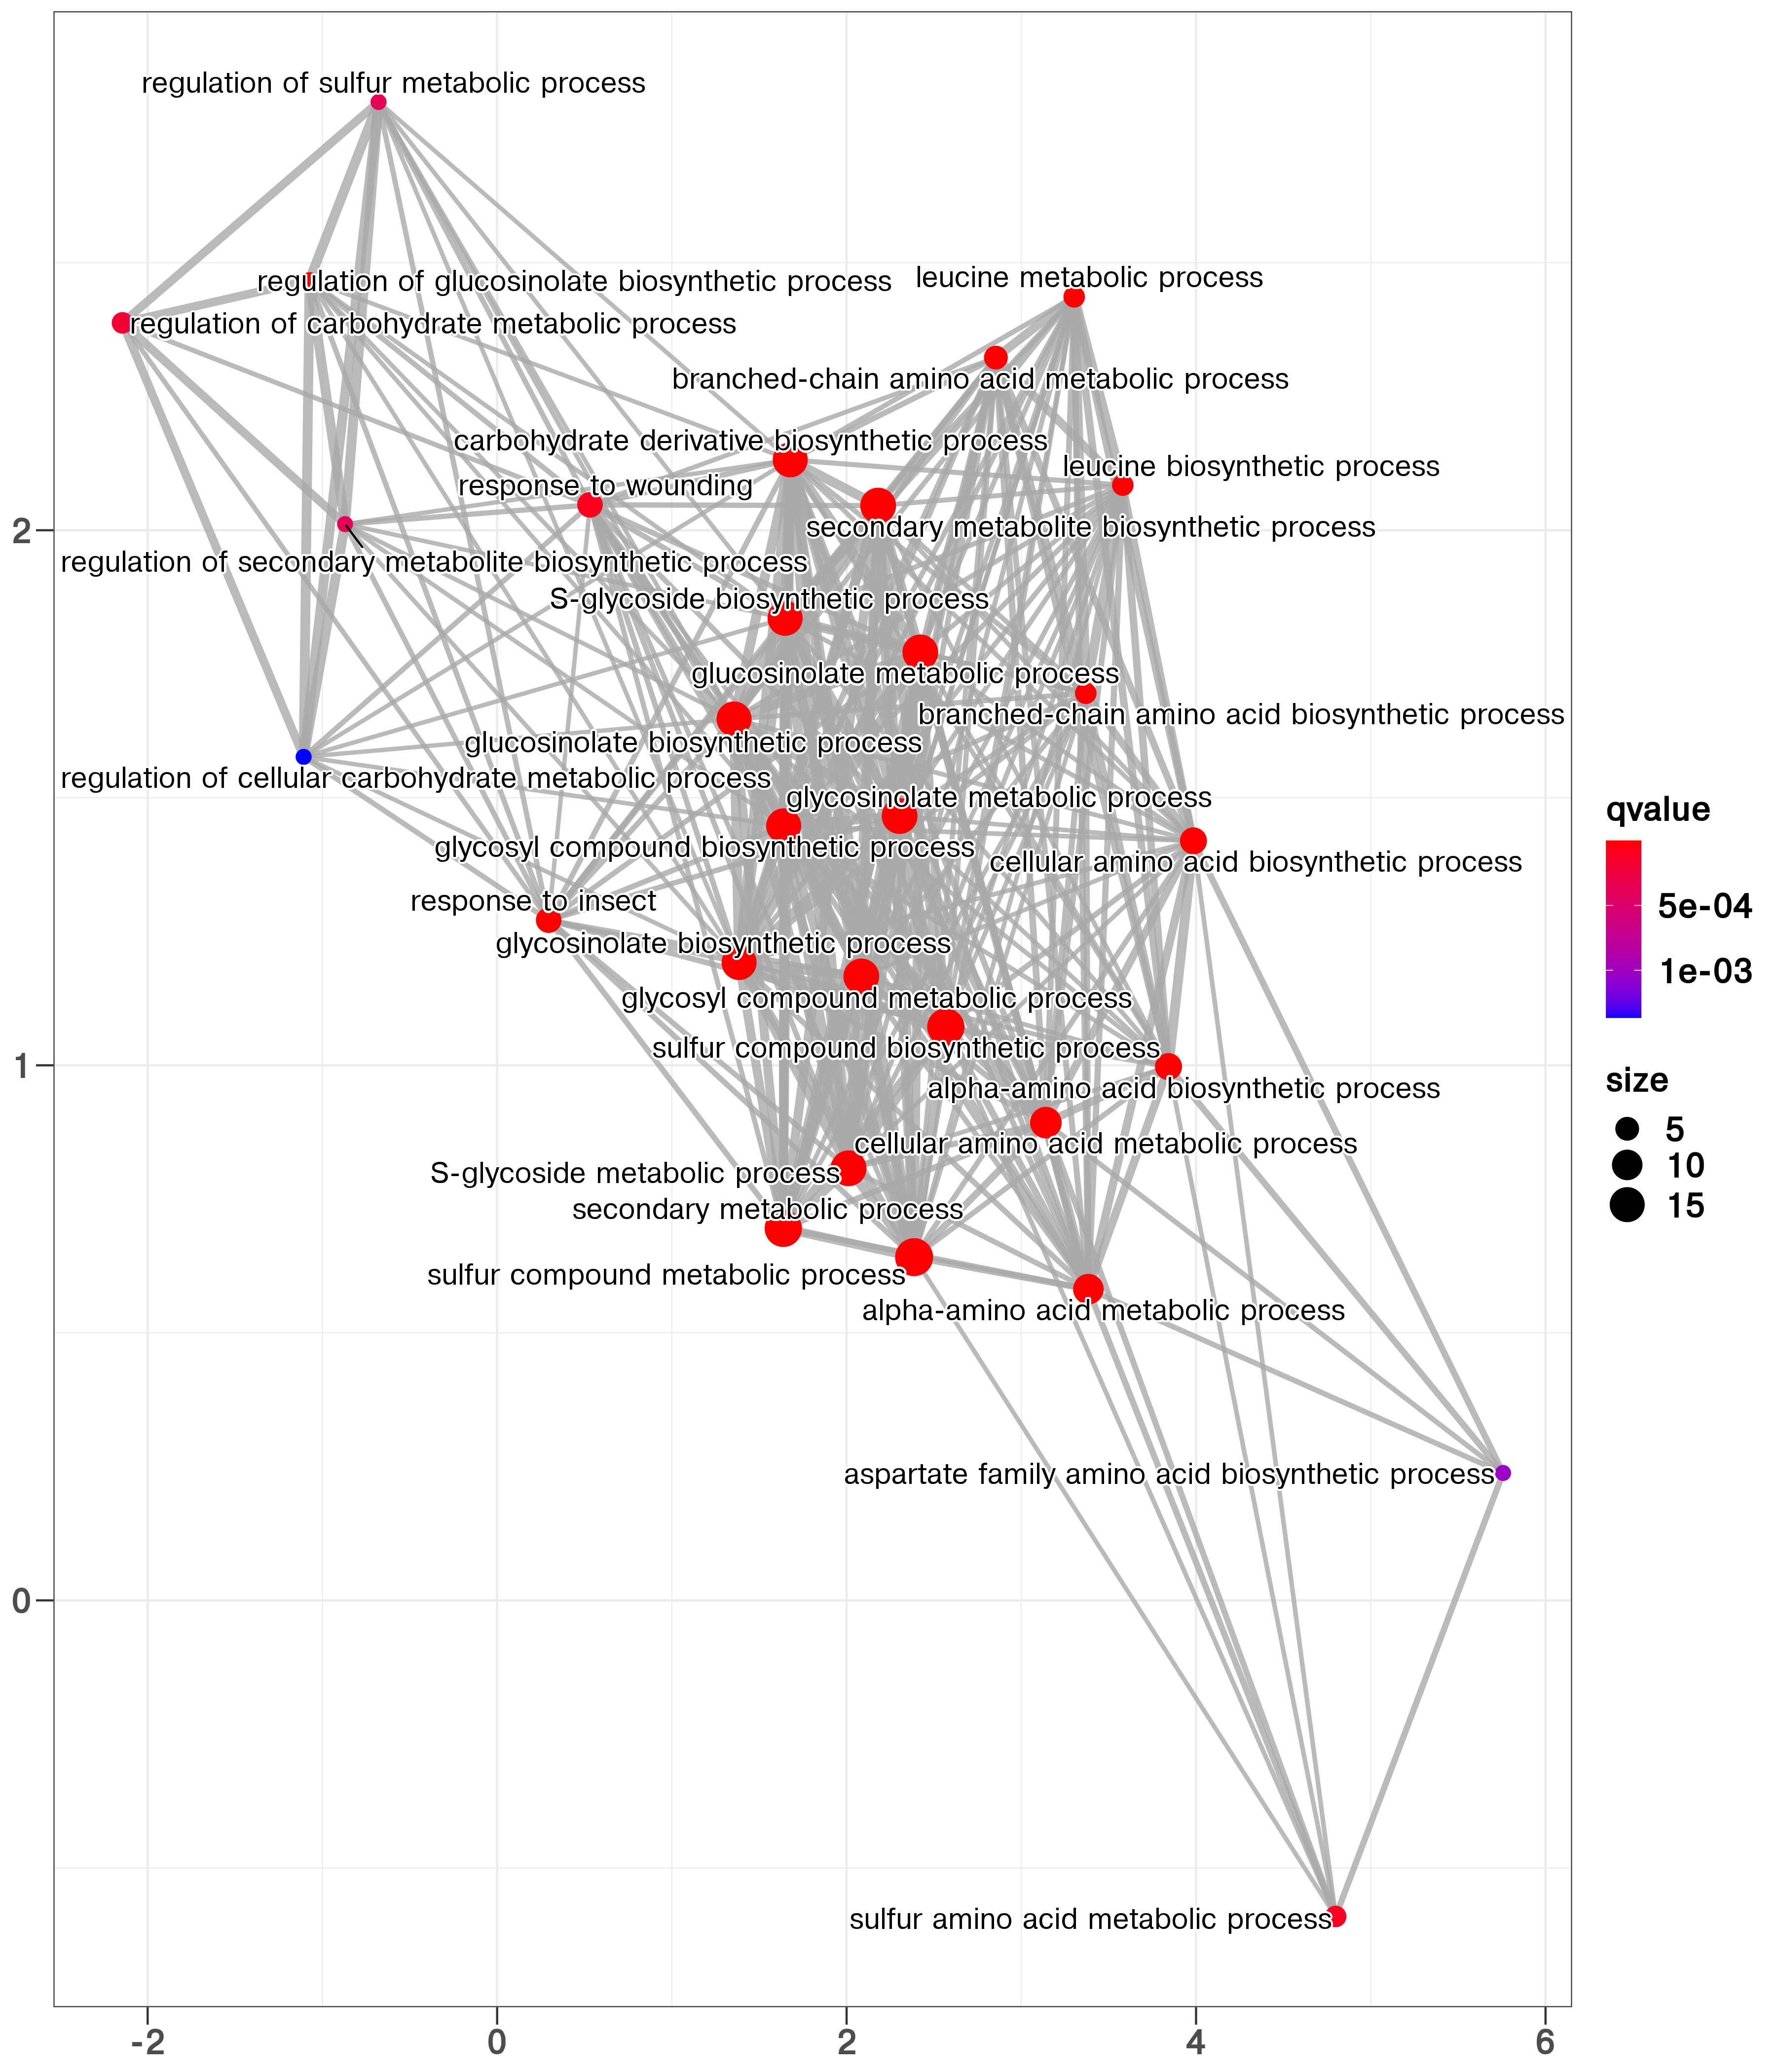 regulation of sulfur metabolic process
regulation of glucosinolate biosynthetic process
leucine metabolic process
regulation of carbohydrate metabolic process
branched-chain amino acid metabolic process
carbohydrate derivative biosynthetic process
leucine biosynthetic process
response to wounding
secondary metabolite biosynthetic process
2
regulation of secondary metabolite biosynthetic process
S-glycoside biosynthetic process
glucosinolate metabolic process
branched-chain amino acid biosynthetic process
glucosinolate biosynthetic process
regulation of cellular carbohydrate metabolic process
glycosinolate metabolic process
glycosyl compound biosynthetic process
cellular amino acid biosynthetic process
response to insect
glycosinolate biosynthetic process
glycosyl compound metabolic process
sulfur compound biosynthetic process
1
alpha-amino acid biosynthetic process
cellular amino acid metabolic process
S-glycoside metabolic process
secondary metabolic process
sulfur compound metabolic process
alpha-amino acid metabolic process
aspartate family amino acid biosynthetic process
0
sulfur amino acid metabolic process
-2 0 2 4 6
qvalue
5e-04
1e-03
size
5
10
15